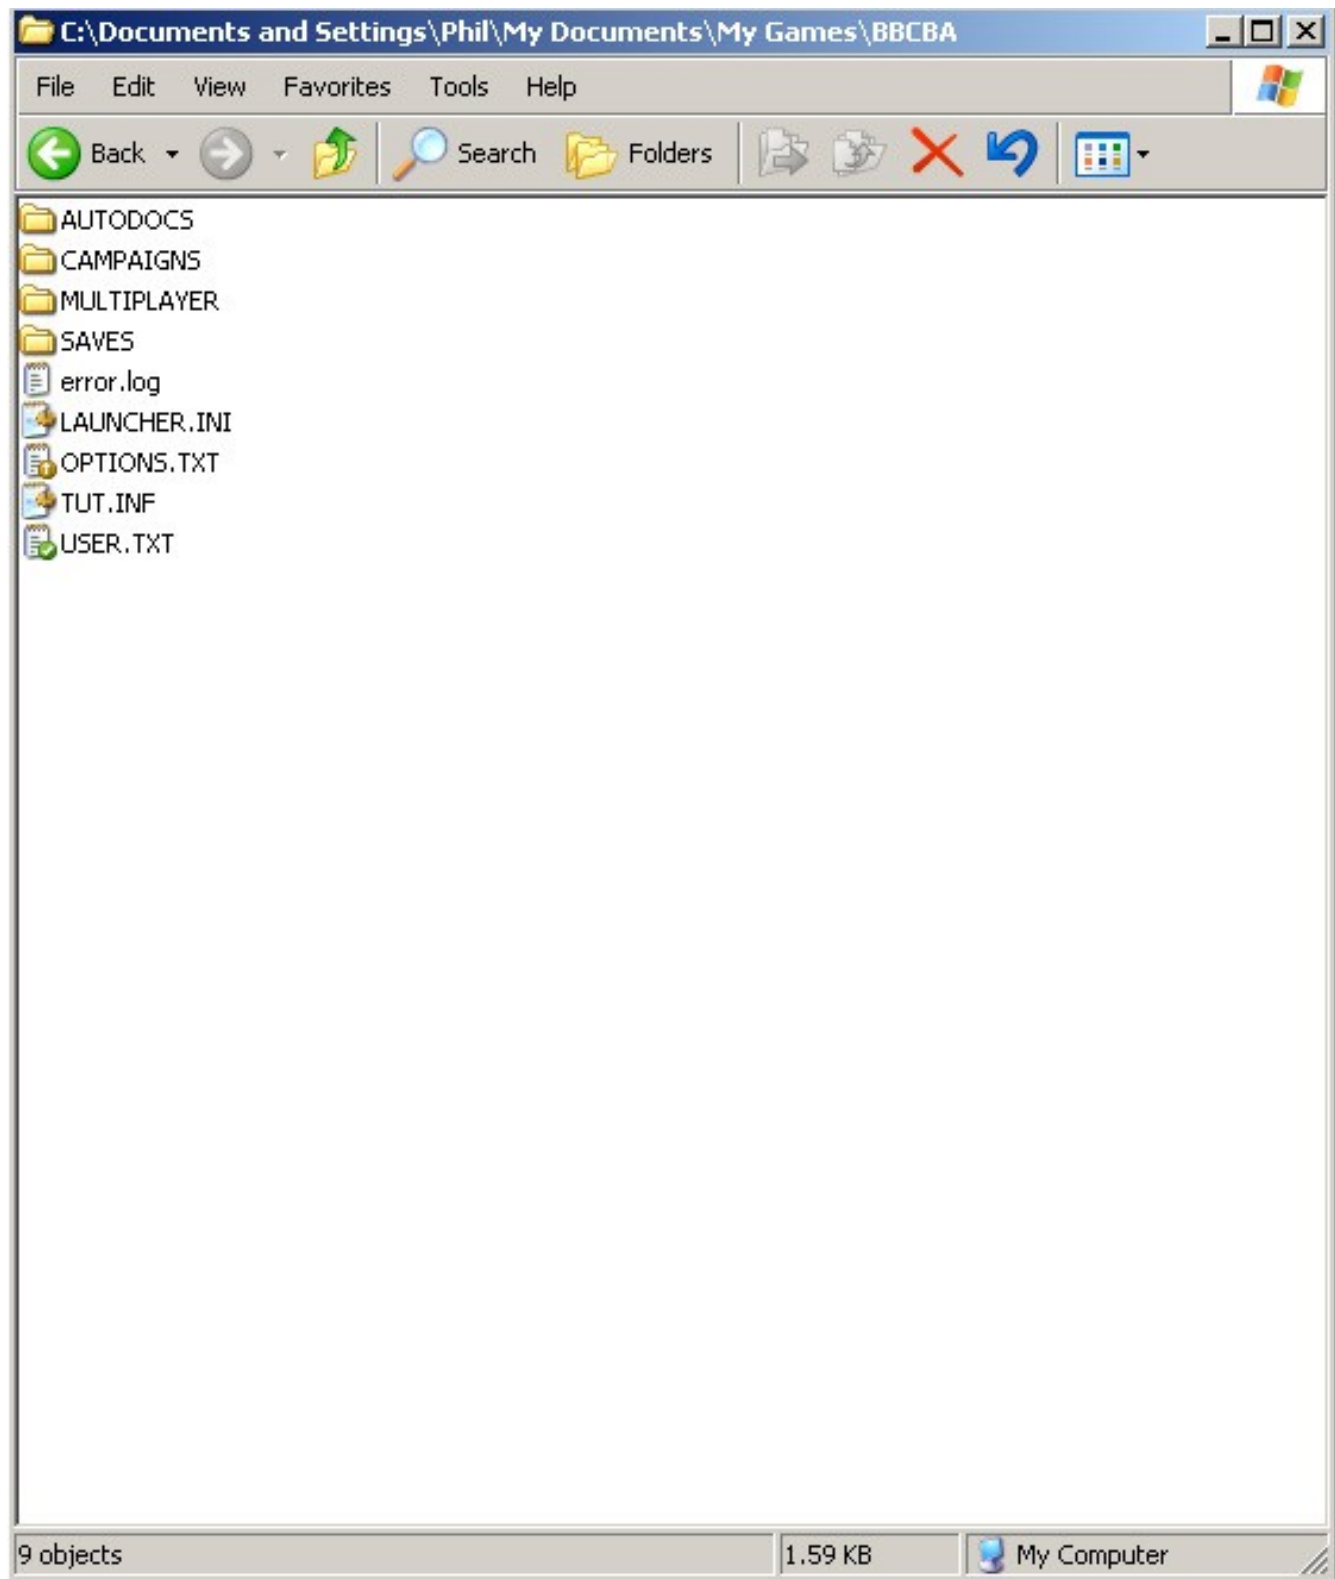 C:\Documents and Settings\Phil\My Documents\My Games\BBCBA
File Edit View Favorites Tools Help
Back Search Folders
AUTODOCS
CAMPAIGNS
MULTIPLAYER
SAVES
error.log
LAUNCHER.INI
OPTIONS.TXT
TUT.INF
USER.TXT
9 objects 1.59 KB My Computer